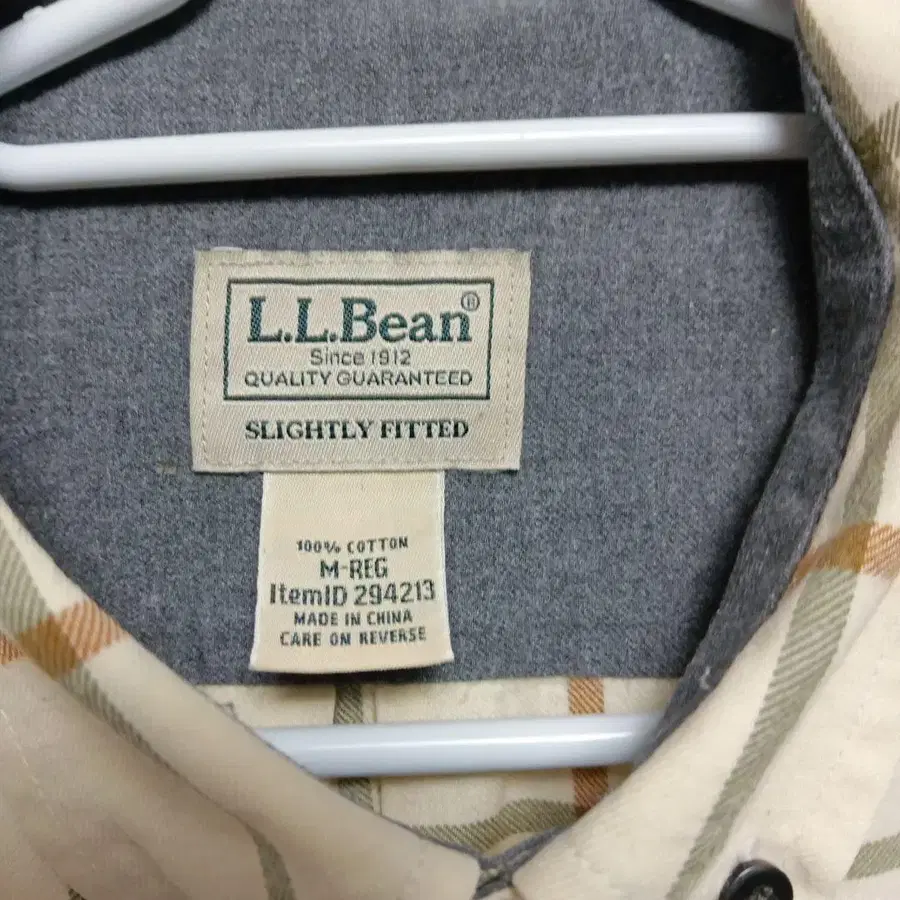 L.L.Bean®
Since 1912
QUALITY GUARANTEED
SLIGHTLY FITTED
100% COTTON
M-REG
ItemID 294213
MADE IN CHINA
CARE ON REVERSE